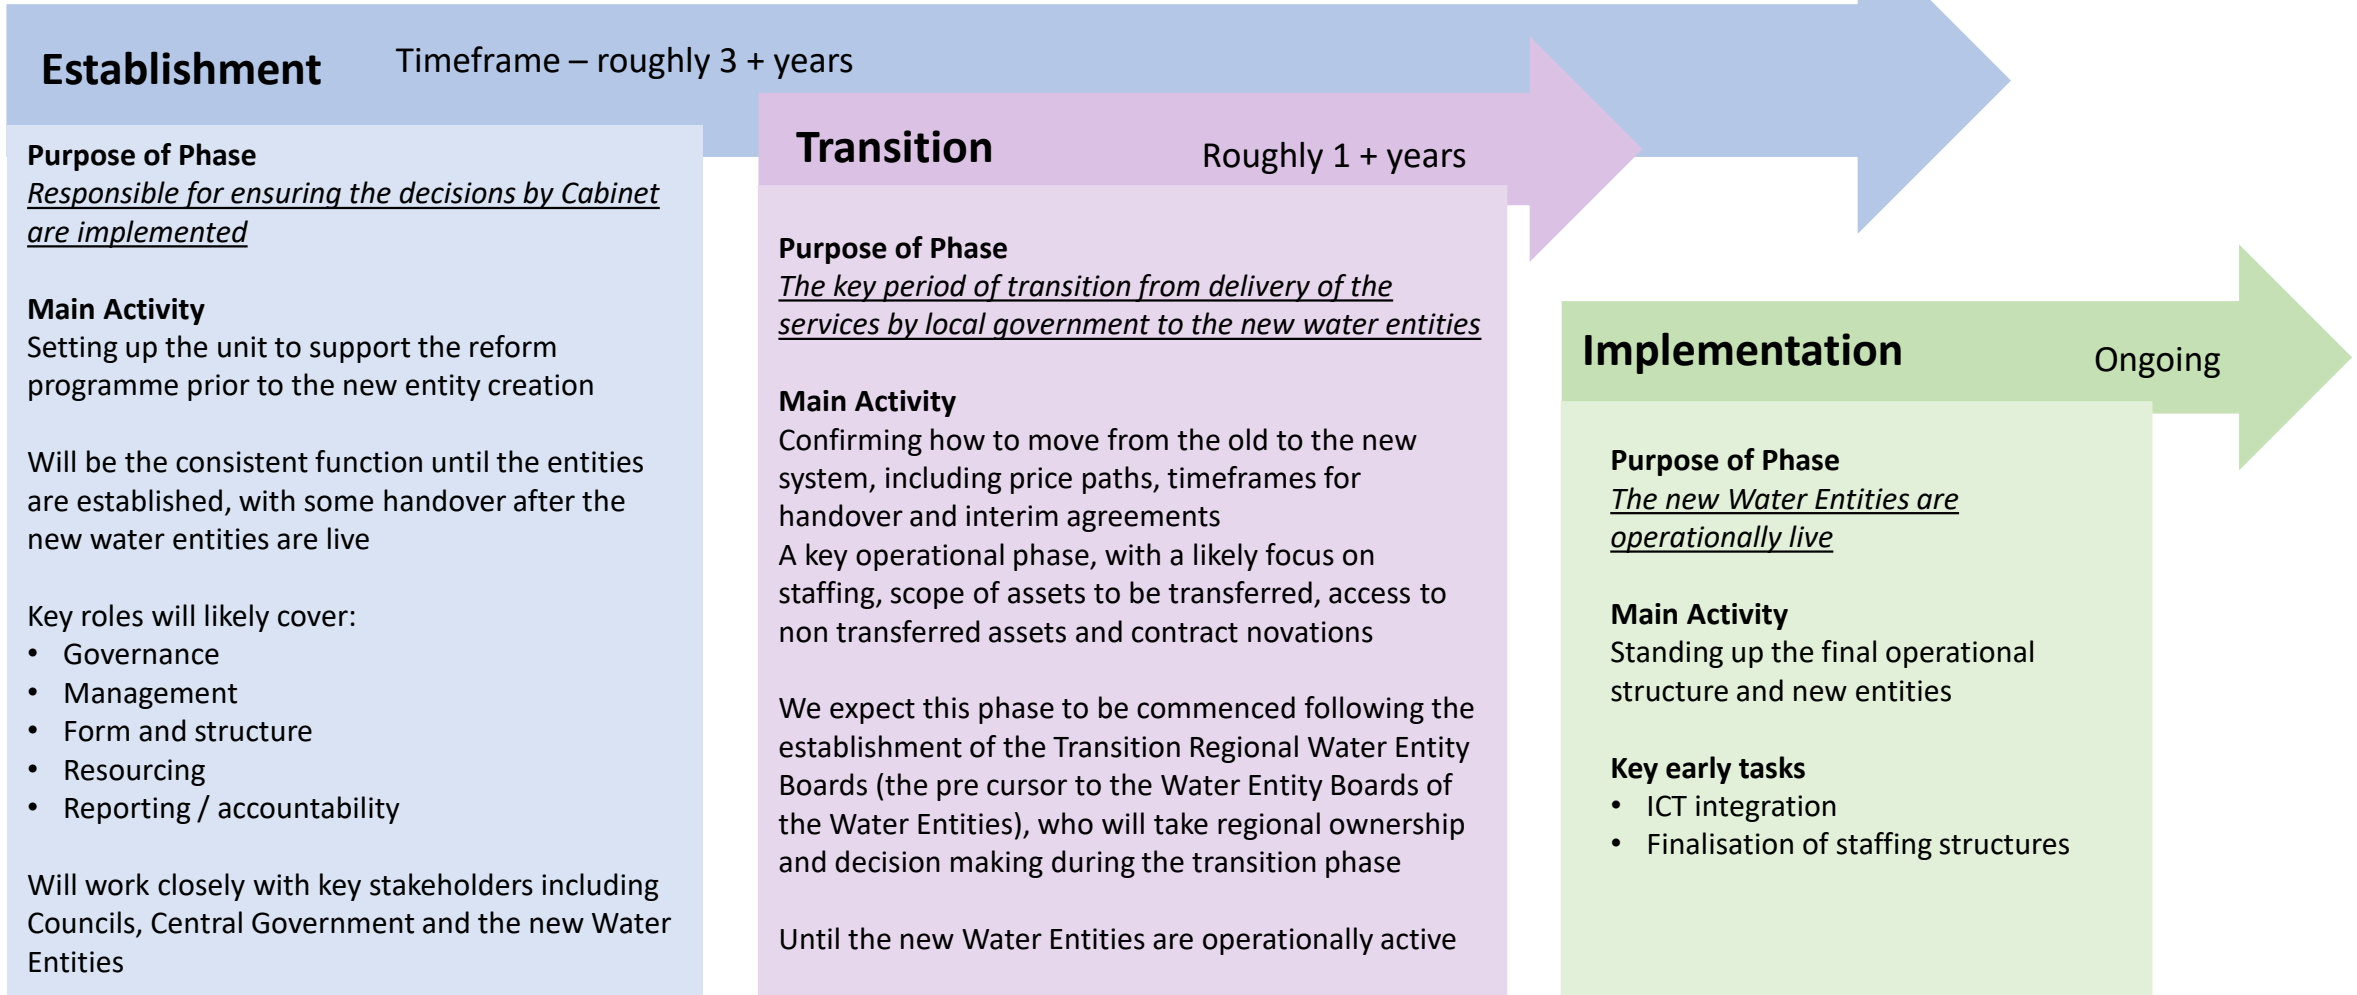 Establishment
Timeframe – roughly 3 + years
Purpose of Phase
Responsible for ensuring the decisions by Cabinet
are implemented
Main Activity
Setting up the unit to support the reform
programme prior to the new entity creation
Will be the consistent function until the entities
are established, with some handover after the
new water entities are live
Key roles will likely cover:
• Governance
• Management
• Form and structure
• Resourcing
• Reporting / accountability
Will work closely with key stakeholders including
Councils, Central Government and the new Water
Entities
Transition
Roughly 1 + years
Purpose of Phase
The key period of transition from delivery of the
services by local government to the new water entities
Main Activity
Confirming how to move from the old to the new
system, including price paths, timeframes for
handover and interim agreements
A key operational phase, with a likely focus on
staffing, scope of assets to be transferred, access to
non transferred assets and contract novations
We expect this phase to be commenced following the
establishment of the Transition Regional Water Entity
Boards (the pre cursor to the Water Entity Boards of
the Water Entities), who will take regional ownership
and decision making during the transition phase
Until the new Water Entities are operationally active
Implementation
Ongoing
Purpose of Phase
The new Water Entities are
operationally live
Main Activity
Standing up the final operational
structure and new entities
Key early tasks
• ICT integration
• Finalisation of staffing structures